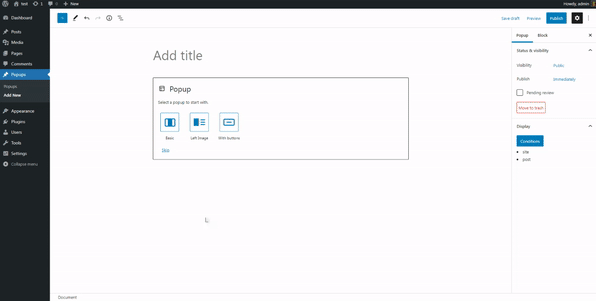 test 1 0 New Howdy, admin
Dashboard
Posts
Media
Pages
Comments
Popups
Popups
Add New
Appearance
Plugins
Users
Tools
Settings
Collapse menu
Save draft Preview Publish
Add title
Popup
Select a popup to start with.
Basic Left Image With buttons
Skip
Popup Block
Status & visibility
Visibility Public
Publish Immediately
Pending review
Move to trash
Display
Conditions
site
post
Document